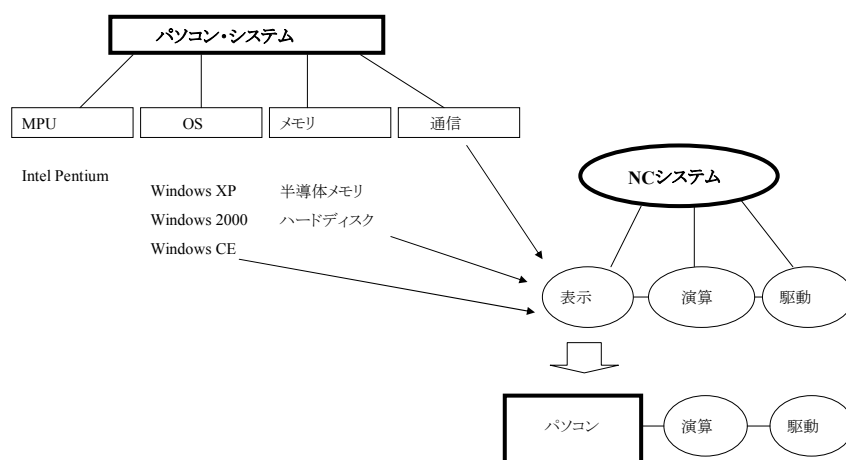 パソコン・システム
MPU
OS
メモリ
通信
Intel Pentium
Windows XP
半導体メモリ
Windows 2000
ハードディスク
Windows CE
NCシステム
表示
演算
駆動
パソコン
演算
駆動